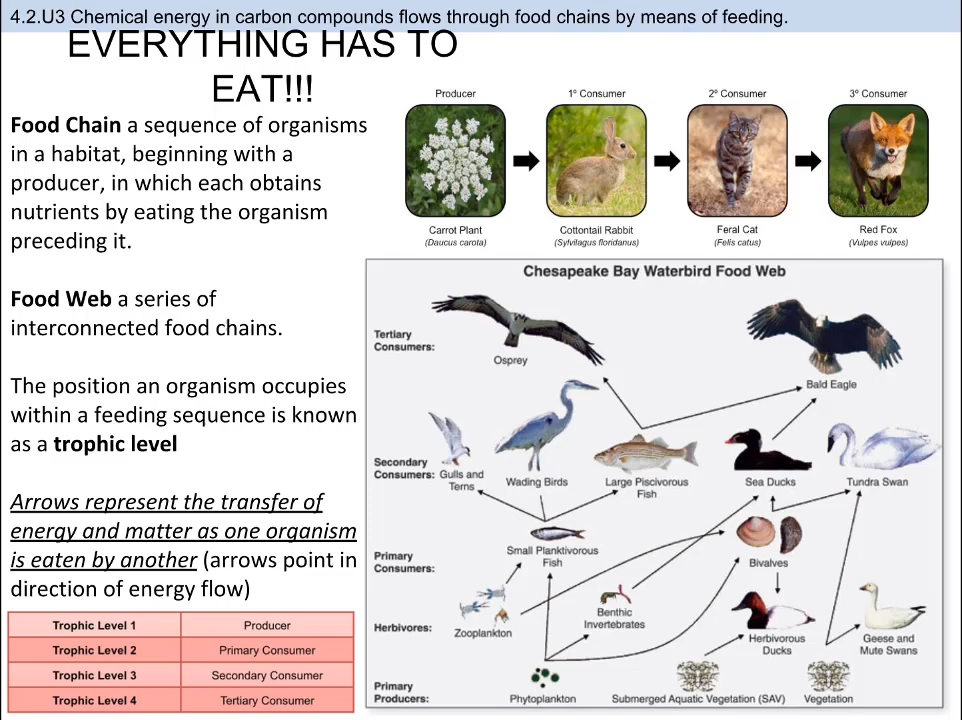 4.2.U3 Chemical energy in carbon compounds flows through food chains by means of feeding.
EVERYTHING HAS TO
EAT!!!
Food Chain a sequence of organisms
in a habitat, beginning with a
producer, in which each obtains
nutrients by eating the organism
preceding it.
Food Web a series of
interconnected food chains.
The position an organism occupies
within a feeding sequence is known
as a trophic level
Arrows represent the transfer of
energy and matter as one organism
is eaten by another (arrows point in
direction of energy flow)
Trophic Level 1 Producer
Trophic Level 2 Primary Consumer
Trophic Level 3 Secondary Consumer
Trophic Level 4 Tertiary Consumer
Producer 1º Consumer 2º Consumer 3º Consumer
Carrot Plant Cottontail Rabbit Feral Cat Red Fox
(Daucus carota) (Sylvilagus floridanus) (Felis catus) (Vulpes vulpes)
Chesapeake Bay Waterbird Food Web
Tertiary
Consumers:
Osprey
Bald Eagle
Secondary
Consumers:
Gulls and
Terns
Wading Birds
Large Piscivorous
Fish
Sea Ducks
Tundra Swan
Primary
Consumers:
Small Planktivorous
Fish
Bivalves
Herbivores:
Zooplankton
Benthic
Invertebrates
Herbivorous
Ducks
Geese and
Mute Swans
Primary
Producers:
Phytoplankton
Submerged Aquatic Vegetation (SAV)
Vegetation